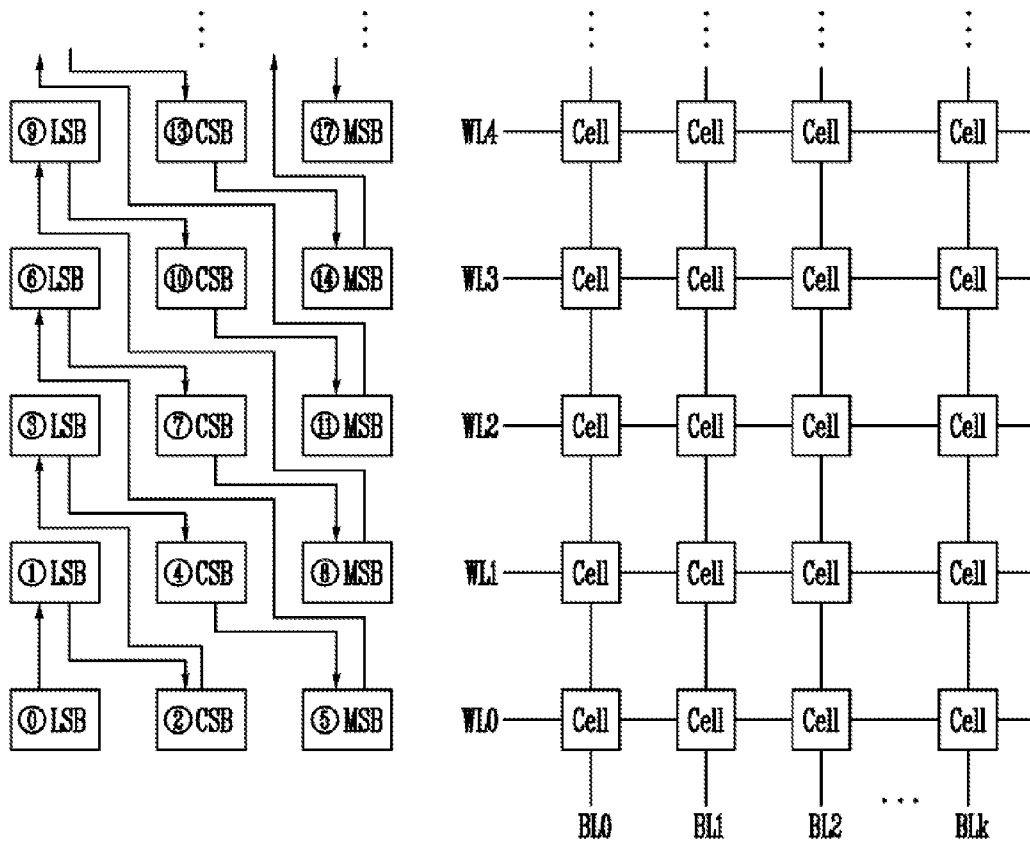 ⑨LSB ⑬CSB ⑰MSB WL4 Cell Cell Cell Cell
⑥LSB ⑩CSB ⑭MSB WL3 Cell Cell Cell Cell
③LSB ⑦CSB ⑪MSB WL2 Cell Cell Cell Cell
①LSB ④CSB ⑧MSB WL1 Cell Cell Cell Cell
⓪LSB ②CSB ⑤MSB WL0 Cell Cell Cell Cell
BL0 BL1 BL2 ... BLk